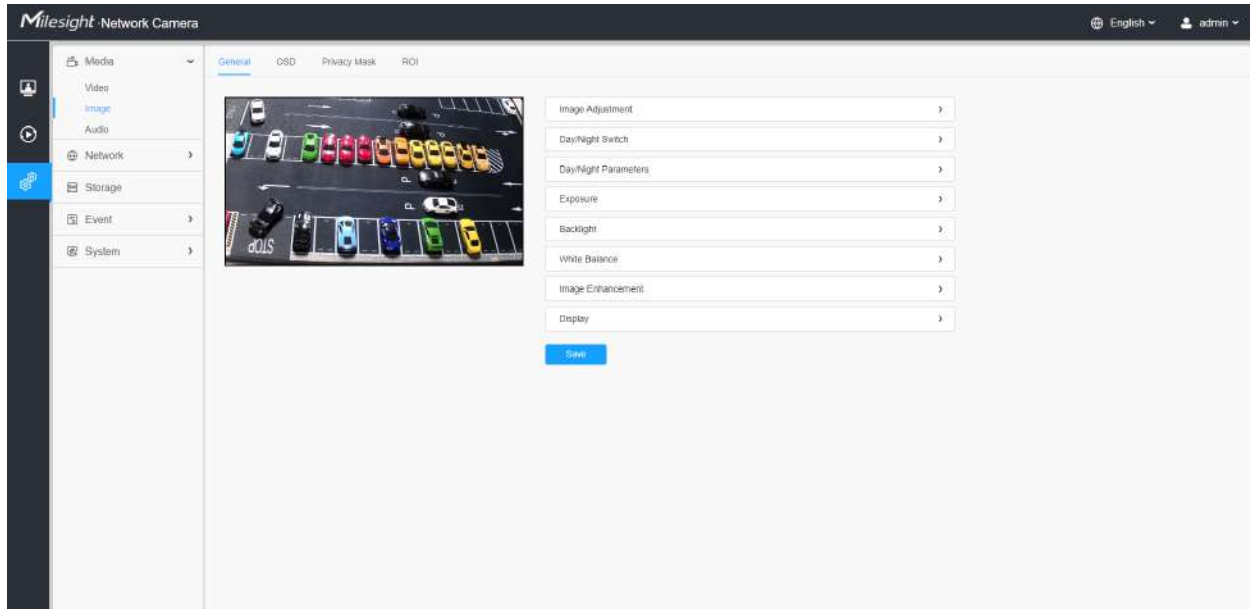 Milesight Network Camera
English
admin
Media
Video
Image
Audio
Network
Storage
Event
System
General OSD Privacy Mask ROI
P
P
STOP
Image Adjustment
Day/Night Switch
Day/Night Parameters
Exposure
Backlight
White Balance
Image Enhancement
Display
Save